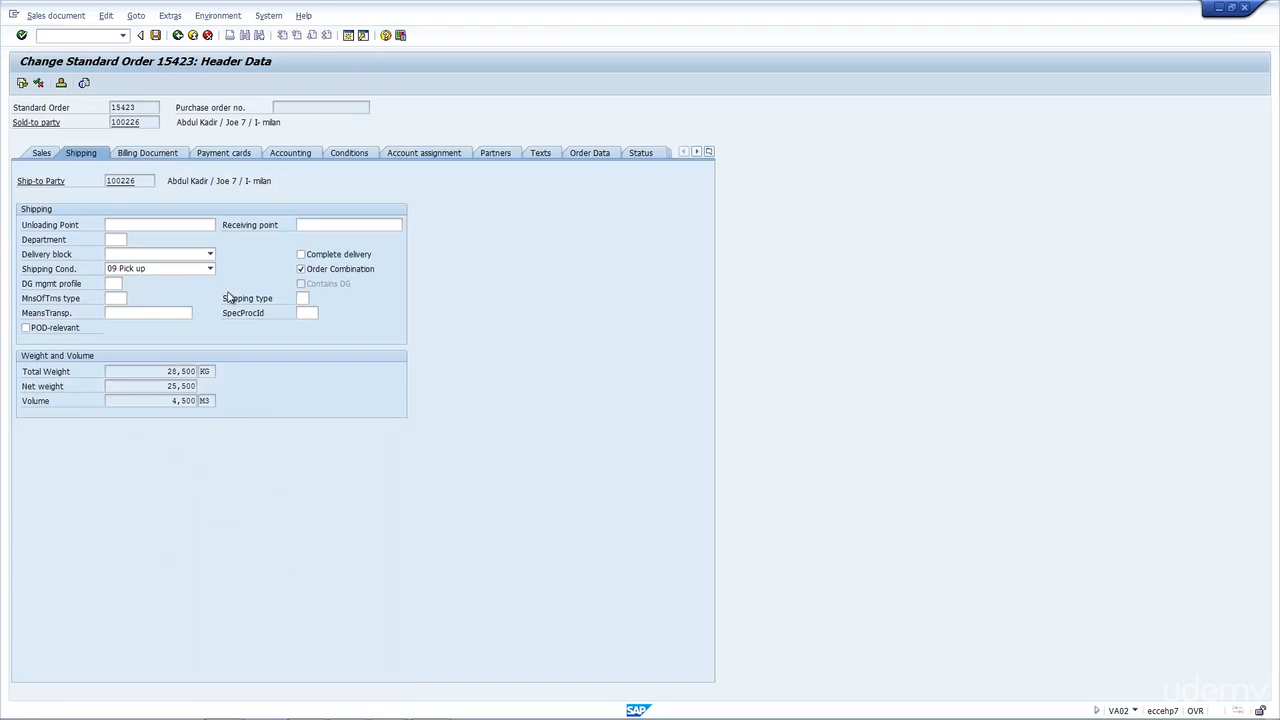 Sales document Edit Goto Extras Environment System Help
Change Standard Order 15423: Header Data
Standard Order 15423 Purchase order no.
Sold-to party 100226 Abdul Kadir / Joe 7 / I- milan
Sales Shipping Billing Document Payment cards Accounting Conditions Account assignment Partners Texts Order Data Status
Ship-to Party 100226 Abdul Kadir / Joe 7 / I- milan
Shipping
Unloading Point Receiving point
Department
Delivery block Complete delivery
Shipping Cond. 09 Pick up Order Combination
DG mgmt profile Contains DG
MnsOfTrns type Shipping type
MeansTransp. SpecProcId
POD-relevant
Weight and Volume
Total Weight 28,500 KG
Net weight 25,500
Volume 4,500 M3
udemy
SAP VA02 eccehp7 OVR